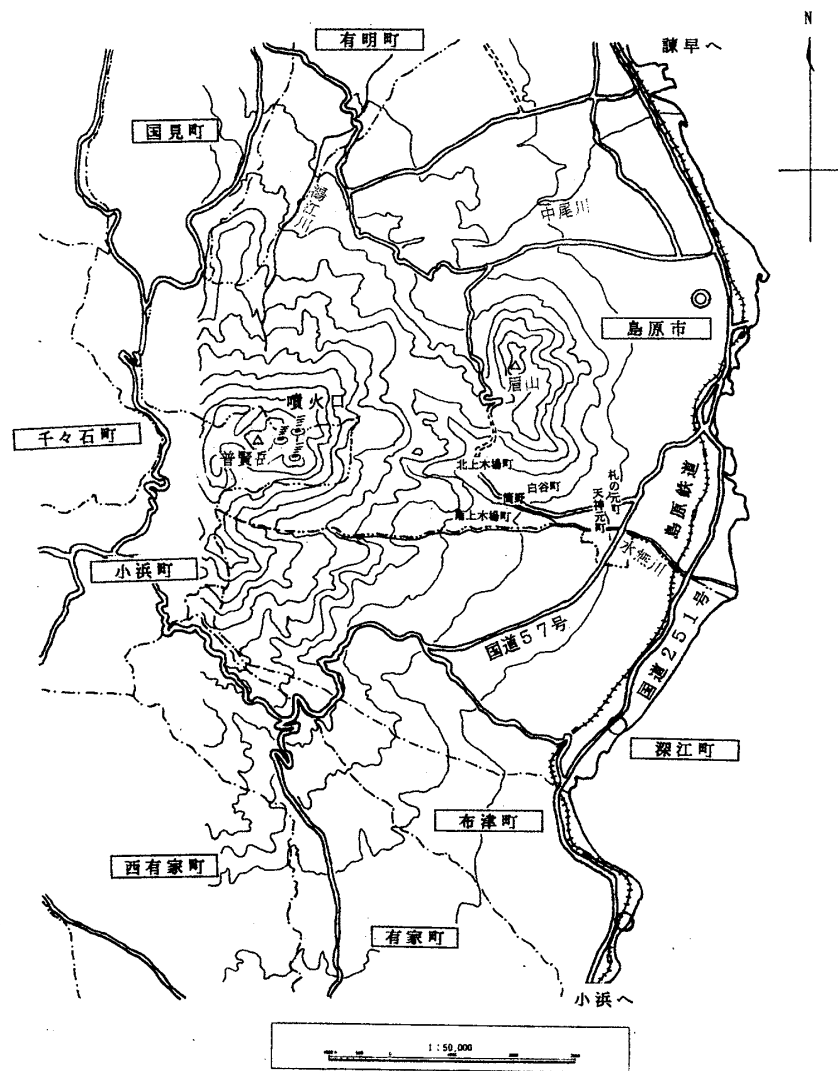 有明町
諫早へ
N
国見町
湯江川
中尾川
島原市
眉山
噴火口
千々石町
普賢岳
北上木場町
白谷町
札の元町
天神元町
島原鉄道
南上木場町
水無川
小浜町
国道57号
国道251号
深江町
布津町
西有家町
有家町
小浜へ
1:50,000